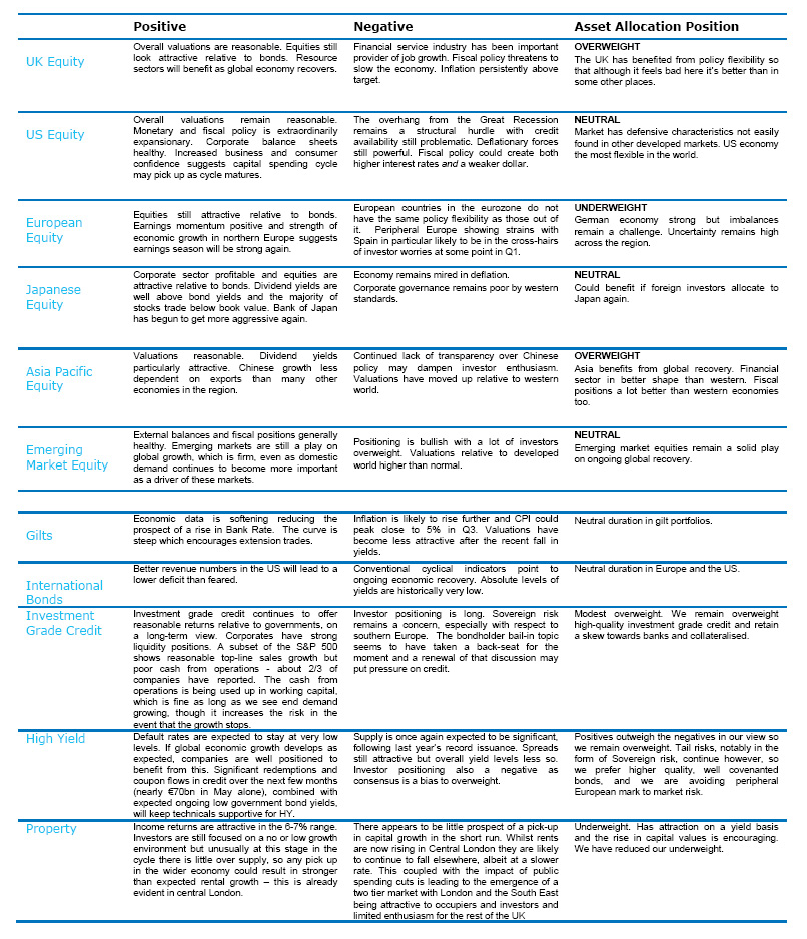 Positive Negative Asset Allocation Position
UK Equity
Overall valuations are reasonable. Equities still
look attractive relative to bonds. Resource
sectors will benefit as global economy recovers.
Financial service industry has been important
provider of job growth. Fiscal policy threatens to
slow the economy. Inflation persistently above
target.
OVERWEIGHT
The UK has benefited from policy flexibility so
that although it feels bad here it's better than in
some other places.
US Equity
Overall valuations remain reasonable.
Monetary and fiscal policy is extraordinarily
expansionary. Corporate balance sheets
healthy. Increased business and consumer
confidence suggests capital spending cycle
may pick up as cycle matures.
The overhang from the Great Recession
remains a structural hurdle with credit
availability still problematic. Deflationary forces
still powerful. Fiscal policy could create both
higher interest rates and a weaker dollar.
NEUTRAL
Market has defensive characteristics not easily
found in other developed markets. US economy
the most flexible in the world.
European
Equity
Equities still attractive relative to bonds.
Earnings momentum positive and strength of
economic growth in northern Europe suggests
earnings season will be strong again.
European countries in the eurozone do not
have the same policy flexibility as those out of
it. Peripheral Europe showing strains with
Spain in particular likely to be in the cross-hairs
of investor worries at some point in Q1.
UNDERWEIGHT
German economy strong but imbalances
remain a challenge. Uncertainty remains high
across the region.
Japanese
Equity
Corporate sector profitable and equities are
attractive relative to bonds. Dividend yields are
well above bond yields and the majority of
stocks trade below book value. Bank of Japan
has begun to get more aggressive again.
Economy remains mired in deflation.
Corporate governance remains poor by western
standards.
NEUTRAL
Could benefit if foreign investors allocate to
Japan again.
Asia Pacific
Equity
Valuations reasonable. Dividend yields
particularly attractive. Chinese growth less
dependent on exports than many other
economies in the region.
Continued lack of transparency over Chinese
policy may dampen investor enthusiasm.
Valuations have moved up relative to western
world.
OVERWEIGHT
Asia benefits from global recovery. Financial
sector in better shape than western. Fiscal
positions a lot better than western economies
too.
Emerging
Market Equity
External balances and fiscal positions generally
healthy. Emerging markets are still a play on
global growth, which is firm, even as domestic
demand continues to become more important
as a driver of these markets.
Positioning is bullish with a lot of investors
overweight. Valuations relative to developed
world higher than normal.
NEUTRAL
Emerging market equities remain a solid play
on ongoing global recovery.
Gilts
Economic data is softening reducing the
prospect of a rise in Bank Rate. The curve is
steep which encourages extension trades.
Inflation is likely to rise further and CPI could
peak close to 5% in Q3. Valuations have
become less attractive after the recent fall in
yields.
Neutral duration in gilt portfolios.
International
Bonds
Better revenue numbers in the US will lead to a
lower deficit than feared.
Conventional cyclical indicators point to
ongoing economic recovery. Absolute levels of
yields are historically very low.
Neutral duration in Europe and the US.
Investment
Grade Credit
Investment grade credit continues to offer
reasonable returns relative to governments, on
a long-term view. Corporates have strong
liquidity positions. A subset of the S&P 500
shows reasonable top-line sales growth but
poor cash from operations - about 2/3 of
companies have reported. The cash from
operations is being used up in working capital,
which is fine as long as we see end demand
growing, though it increases the risk in the
event that the growth stops.
Investor positioning is long. Sovereign risk
remains a concern, especially with respect to
southern Europe. The bondholder bail-in topic
seems to have taken a back-seat for the
moment and a renewal of that discussion may
put pressure on credit.
Modest overweight. We remain overweight
high-quality investment grade credit and retain
a skew towards banks and collateralised.
High Yield
Default rates are expected to stay at very low
levels. If global economic growth develops as
expected, companies are well positioned to
benefit from this. Significant redemptions and
coupon flows in credit over the next few months
(nearly €70bn in May alone), combined with
expected ongoing low government bond yields,
will keep technicals supportive for HY.
Supply is once again expected to be significant,
following last year's record issuance. Spreads
still attractive but overall yield levels less so.
Investor positioning also a negative as
consensus iis a bias to overweight.
Positives outweigh the negatives in our view so
we remain overweight. Tail risks, notably in the
form of Sovereign risk, continue however, so
we prefer higher quality, well covenanted
bonds, and we are avoiding peripheral
European mark to market risk.
Property
Income returns are attractive in the 6-7% range.
Investors are still focused on a no or low growth
environment but unusually at this stage in the
cycle there is little over supply, so any pick up
in the wider economy could result in stronger
than expected rental growth – this is already
evident in central London.
There appears to be little prospect of a pick-up
in capital growth in the short run. Whilst rents
are now rising in Central London they are likely
to continue to fall elsewhere, albeit at a slower
rate. This coupled with the impact of public
spending cuts is leading to the emergence of a
two tier market with London and the South East
being attractive to occupiers and investors and
limited enthusiasm for the rest of the UK
Underweight. Has attraction on a yield basis
and the rise in capital values is encouraging.
We have reduced our underweight.